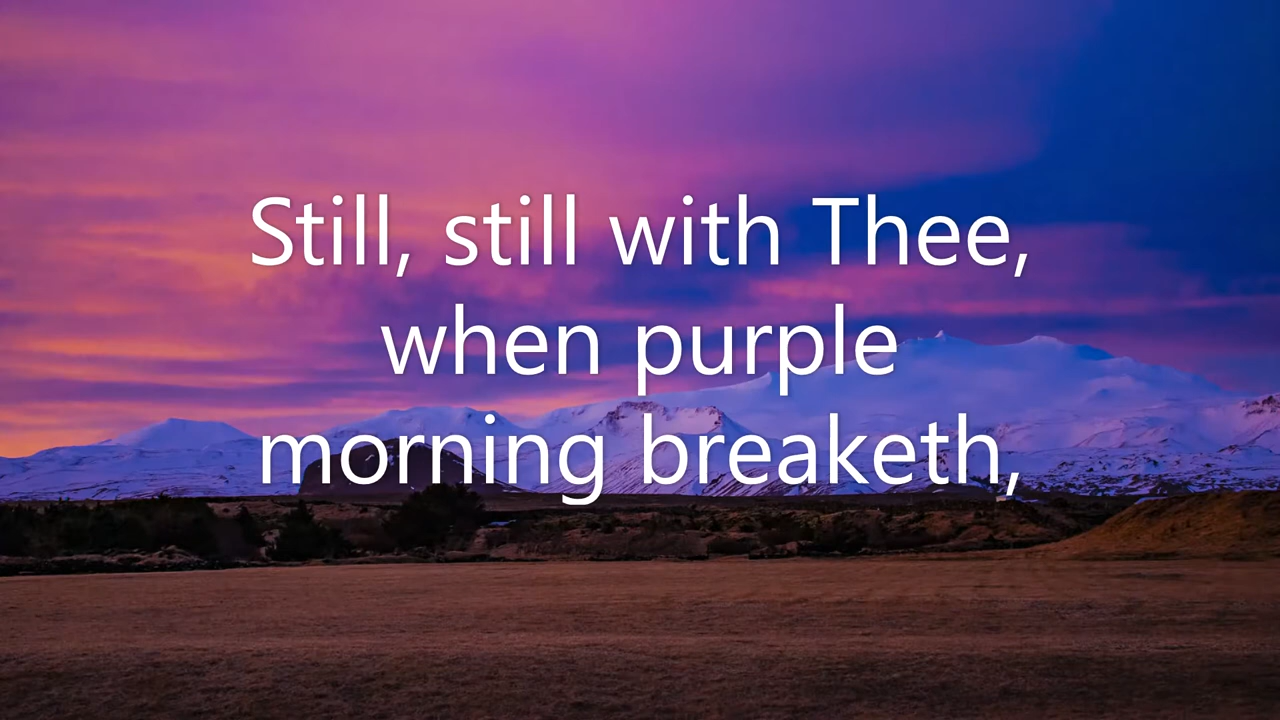 Still, still with Thee,
when purple
morning breaketh,